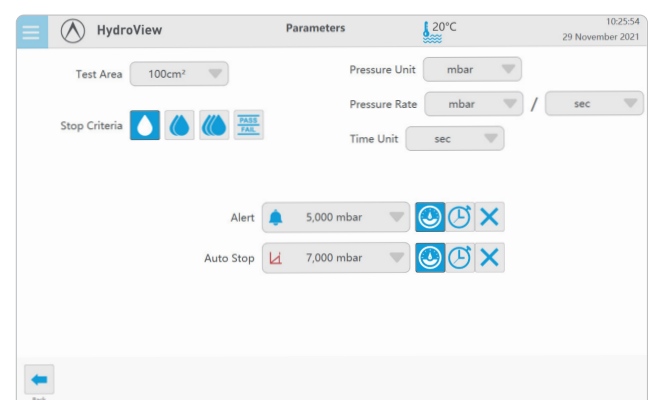 HydroView
Parameters
20°C
10:25:54
29 November 2021
Test Area 100cm²
Pressure Unit mbar
Pressure Rate mbar / sec
Stop Criteria PASS FAIL
Time Unit sec
Alert 5,000 mbar
Auto Stop 7,000 mbar
Back